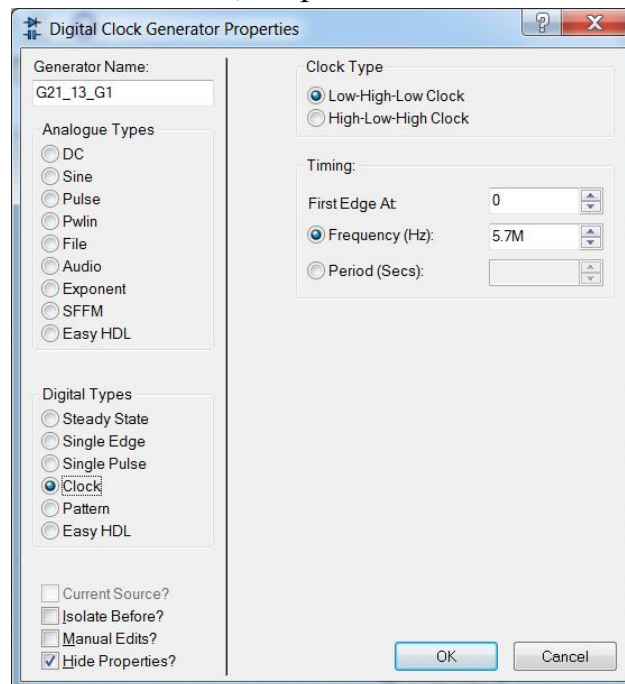 Digital Clock Generator Properties
Generator Name:
G21_13_G1
Analogue Types
DC
Sine
Pulse
Pwlin
File
Audio
Exponent
SFFM
Easy HDL
Digital Types
Steady State
Single Edge
Single Pulse
Clock
Pattern
Easy HDL
Current Source?
Isolate Before?
Manual Edits?
Hide Properties?
Clock Type
Low-High-Low Clock
High-Low-High Clock
Timing:
First Edge At: 0
Frequency (Hz): 5.7M
Period (Secs):
OK Cancel